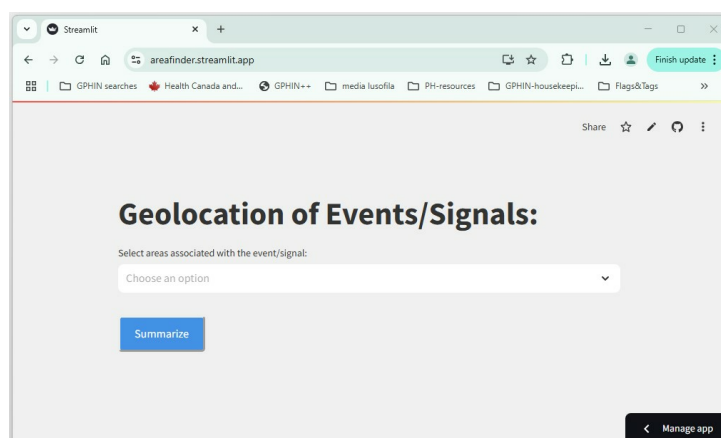 Streamlit
areafinder.streamlit.app
Finish update
GPHIN searches
Health Canada and...
GPHIN++
media lusofila
PH-resources
GPHIN-housekeepi...
Flags&Tags
Share
Geolocation of Events/Signals:
Select areas associated with the event/signal:
Choose an option
Summarize
Manage app